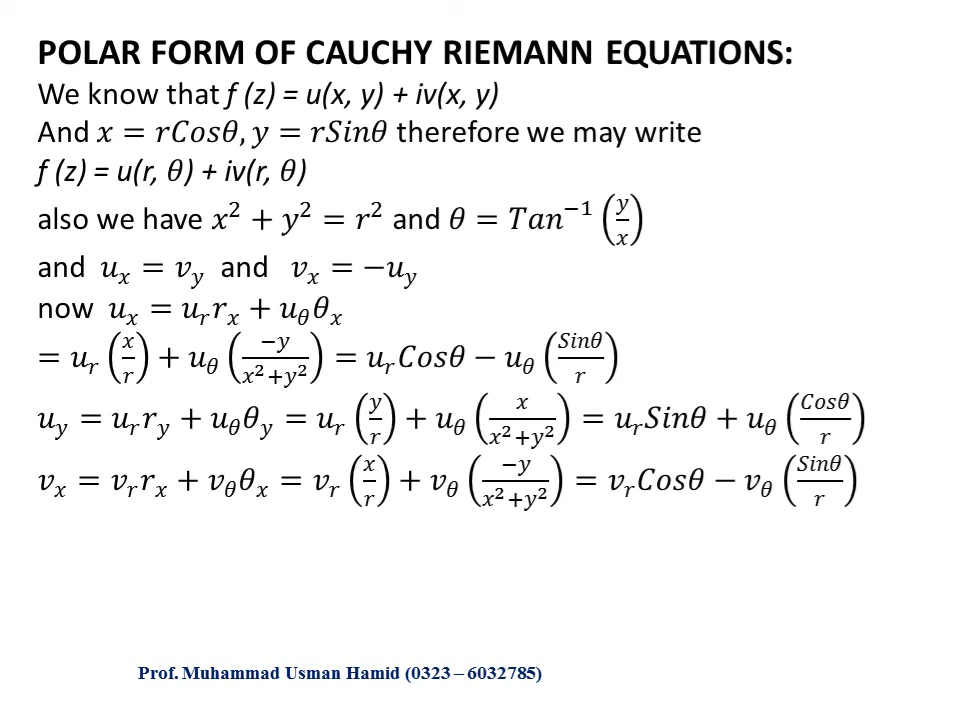 POLAR FORM OF CAUCHY RIEMANN EQUATIONS:
We know that f (z) = u(x, y) + iv(x, y)
And x = rCosθ, y = rSinθ therefore we may write
f (z) = u(r, θ) + iv(r, θ)
also we have x² + y² = r² and θ = Tan⁻¹ (y/x)
and u_x = v_y and v_x = −u_y
now u_x = u_r r_x + u_θ θ_x
= u_r (x/r) + u_θ (−y/(x²+y²)) = u_r Cosθ − u_θ (Sinθ/r)
u_y = u_r r_y + u_θ θ_y = u_r (y/r) + u_θ (x/(x²+y²)) = u_r Sinθ + u_θ (Cosθ/r)
v_x = v_r r_x + v_θ θ_x = v_r (x/r) + v_θ (−y/(x²+y²)) = v_r Cosθ − v_θ (Sinθ/r)
Prof. Muhammad Usman Hamid (0323 – 6032785)